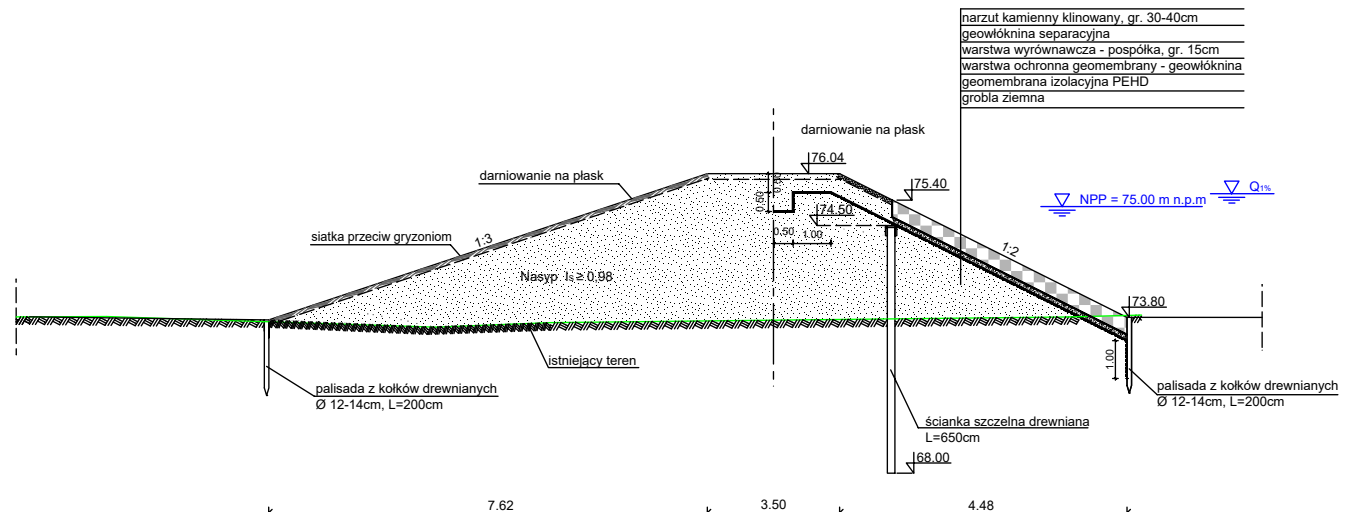 narzut kamienny klinowany, gr. 30-40cm
geowłóknina separacyjna
warstwa wyrównawcza - pospółka, gr. 15cm
warstwa ochronna geomembrany - geowłóknina
geomembrana izolacyjna PEHD
grobla ziemna
darniowanie na płask
76.04
darniowanie na płask
75.40
NPP = 75.00 m n.p.m
Q1%
0.50
0.50
74.50
siatka przeciw gryzoniom
1:3
0.50
1.00
1:2
Nasyp Is ≥ 0.98
73.80
istniejący teren
1.00
palisada z kołków drewnianych
Ø 12-14cm, L=200cm
palisada z kołków drewnianych
Ø 12-14cm, L=200cm
ścianka szczelna drewniana
L=650cm
68.00
7.62
3.50
4.48